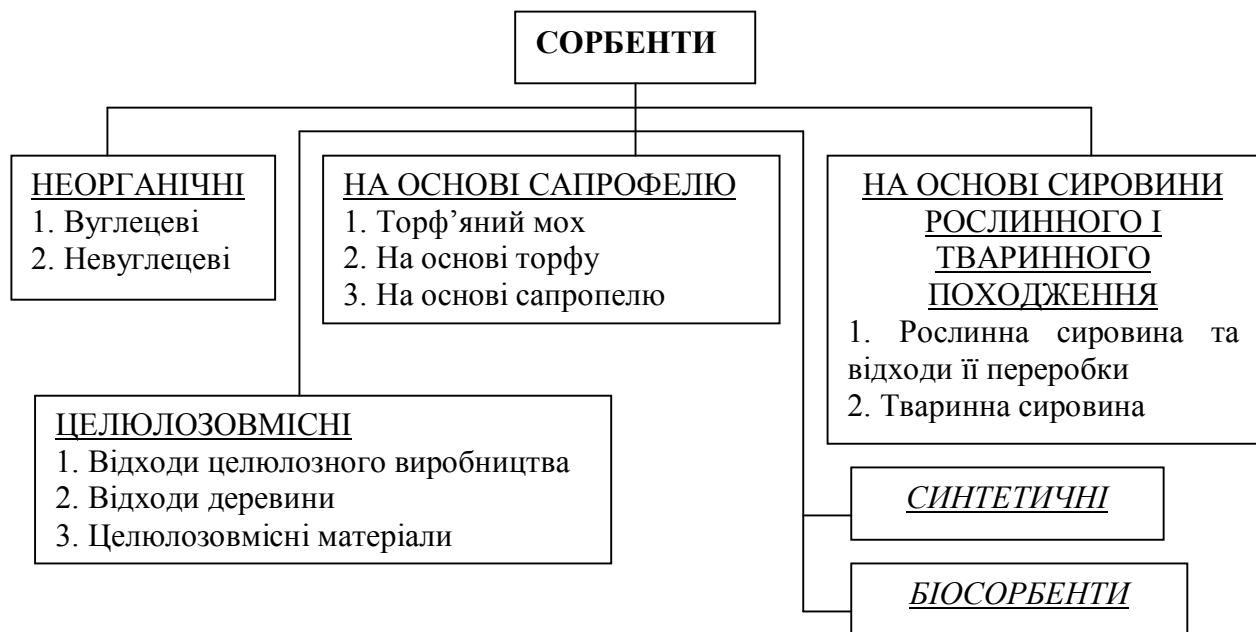 СОРБЕНТИ
НЕОРГАНІЧНІ
1. Вуглецеві
2. Невуглецеві
НА ОСНОВІ САПРОФЕЛЮ
1. Торф’яний мох
2. На основі торфу
3. На основі сапропелю
НА ОСНОВІ СИРОВИНИ
РОСЛИННОГО І
ТВАРИННОГО
ПОХОДЖЕННЯ
1. Рослинна сировина та
відходи її переробки
2. Тваринна сировина
ЦЕЛЮЛОЗОВМІСНІ
1. Відходи целюлозного виробництва
2. Відходи деревини
3. Целюлозовмісні матеріали
СИНТЕТИЧНІ
БІОСОРБЕНТИ